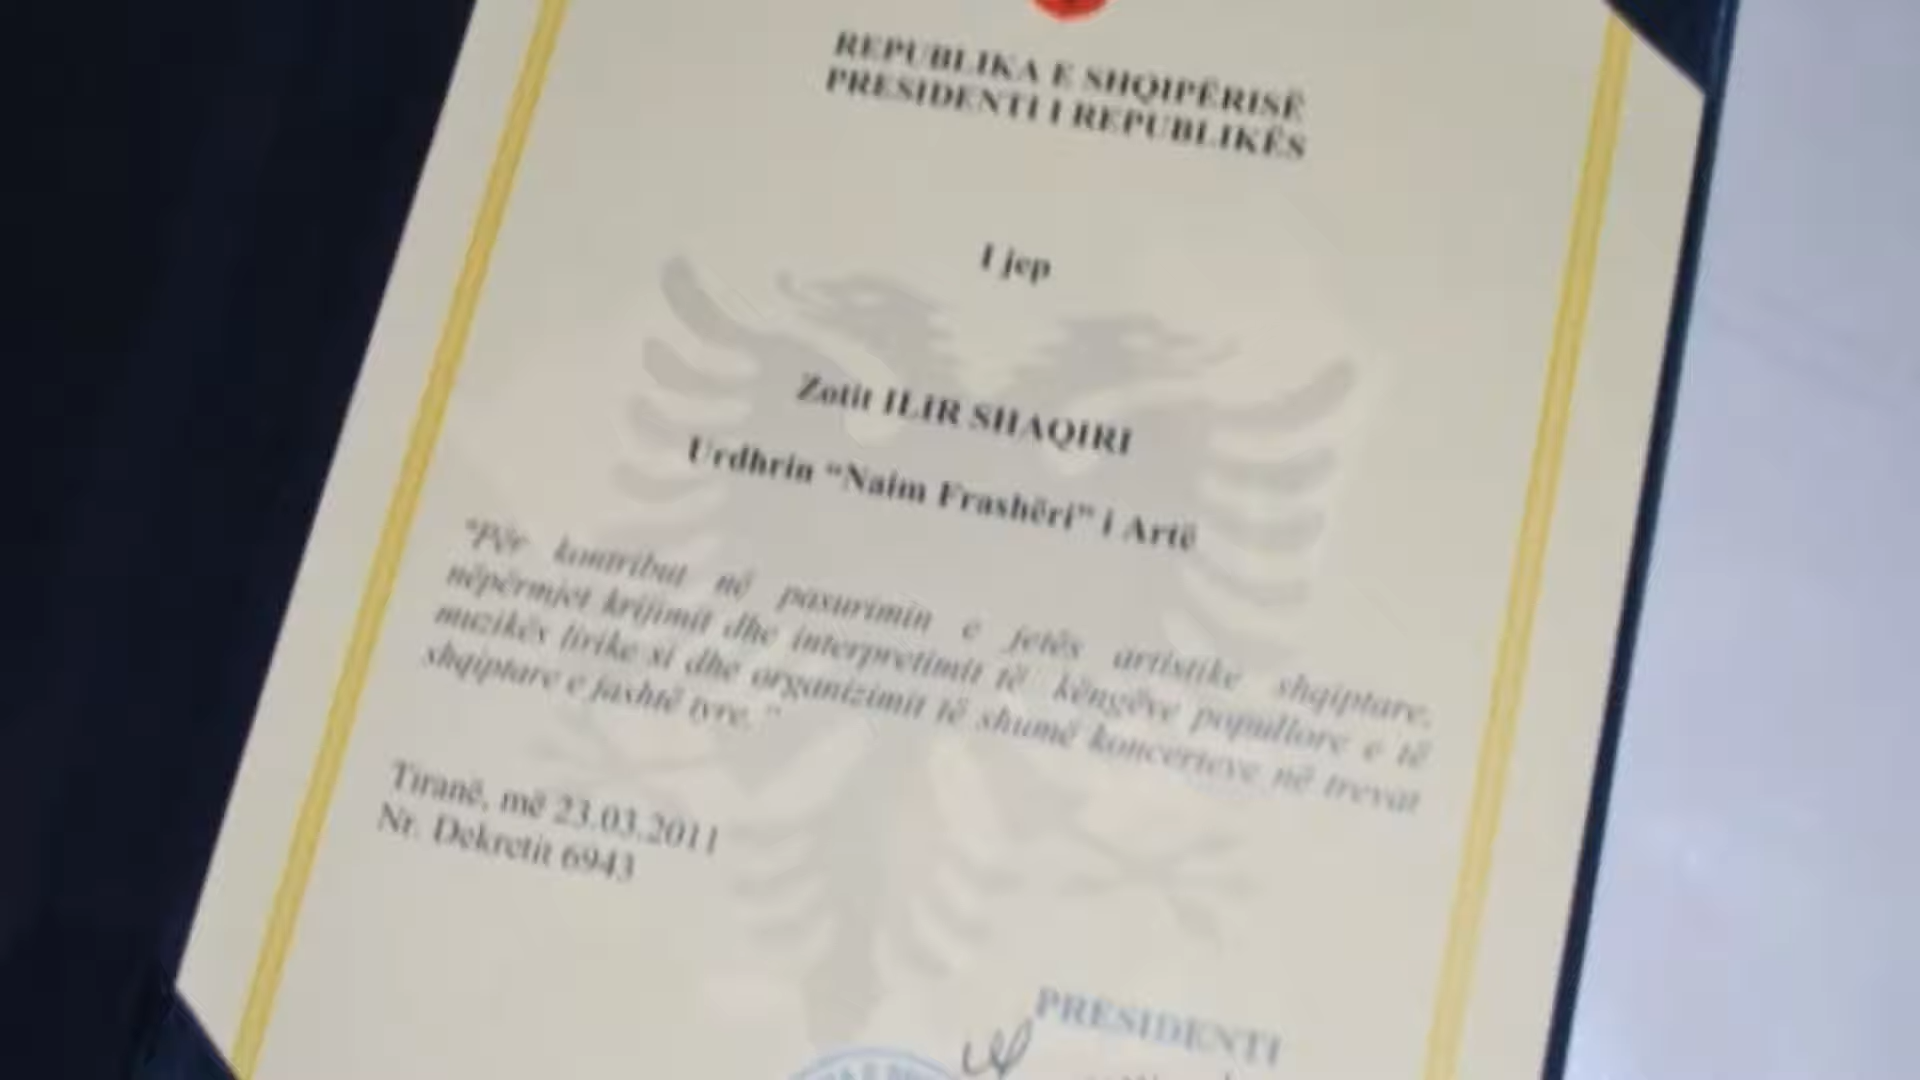 REPUBLIKA E SHQIPËRISË
PRESIDENTI I REPUBLIKËS
I jep
Zotit ILIR SHAQIRI
Urdhrin “Naim Frashëri” i Artë
“Për kontribut në pasurimin e jetës artistike shqiptare,
nëpërmjet krijimit dhe interpretimit të këngëve popullore e të
muzikës lirike si dhe organizimit të shumë koncerteve në trevat
shqiptare e jashtë tyre.”
Tiranë, më 23.03.2011
Nr. Dekretit 6943
PRESIDENTI